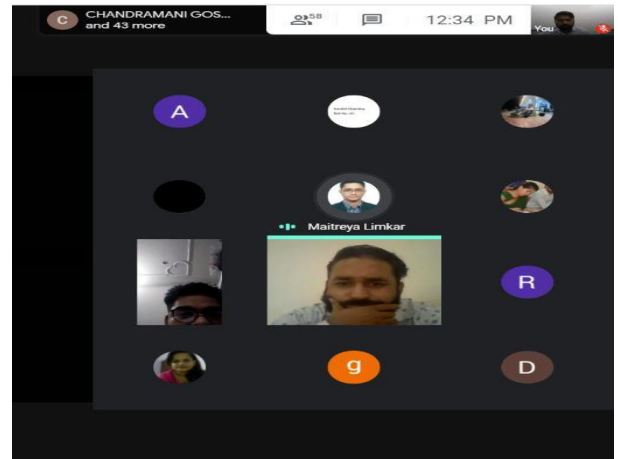 C CHANDRAMANI GOS...
and 43 more
58
12:34 PM
You
A
Maitreya Limkar
R
g
D